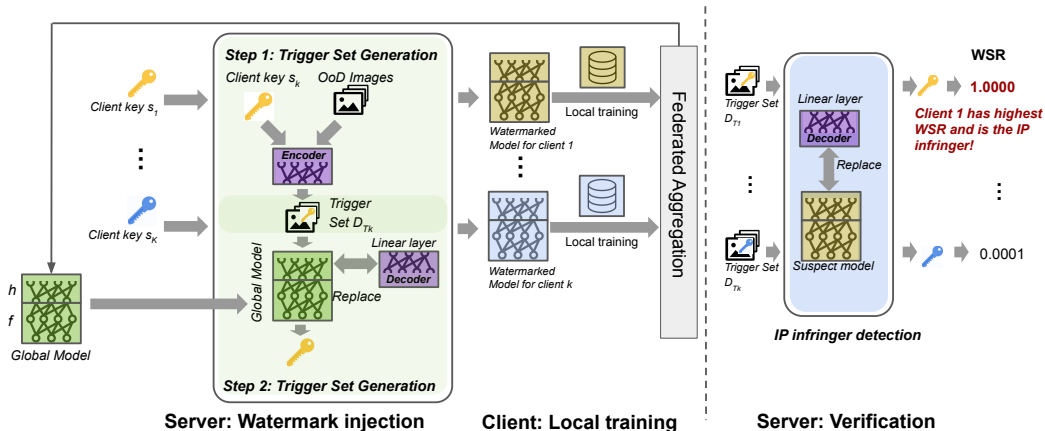 Step 1: Trigger Set Generation
Client key s_k
OoD Images
Client key s_1
Encoder
Trigger
Set D_Tk
Client key s_K
Linear layer
Decoder
Global Model
Replace
Step 2: Trigger Set Generation
h
f
Global Model
Server: Watermark injection
Watermarked
Model for client 1
Local training
Watermarked
Model for client k
Local training
Client: Local training
Federated Aggregation
WSR
Trigger Set
D_T1
Linear layer
Decoder
Replace
1.0000
Client 1 has highest
WSR and is the IP
infringer!
Trigger Set
D_Tk
Suspect model
0.0001
IP infringer detection
Server: Verification